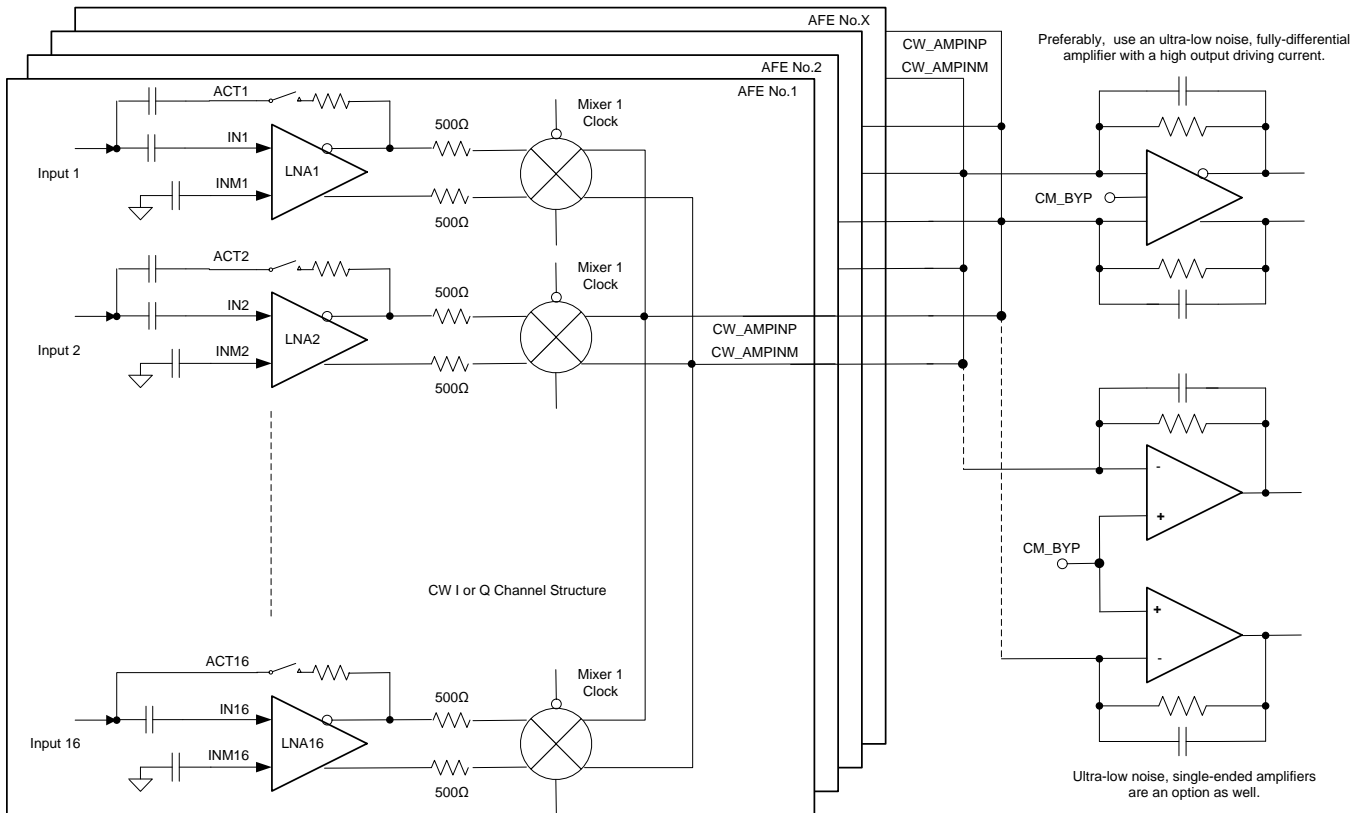 AFE No.X
AFE No.2
AFE No.1
CW_AMPINP
CW_AMPINM
Preferably, use an ultra-low noise, fully-differential
amplifier with a high output driving current.
ACT1
IN1
INM1
Input 1
LNA1
500Ω
500Ω
Mixer 1
Clock
CM_BYP
ACT2
IN2
INM2
Input 2
LNA2
500Ω
500Ω
Mixer 1
Clock
CW_AMPINP
CW_AMPINM
-
+
CM_BYP
+
-
CW I or Q Channel Structure
ACT16
IN16
INM16
Input 16
LNA16
500Ω
500Ω
Mixer 1
Clock
Ultra-low noise, single-ended amplifiers
are an option as well.